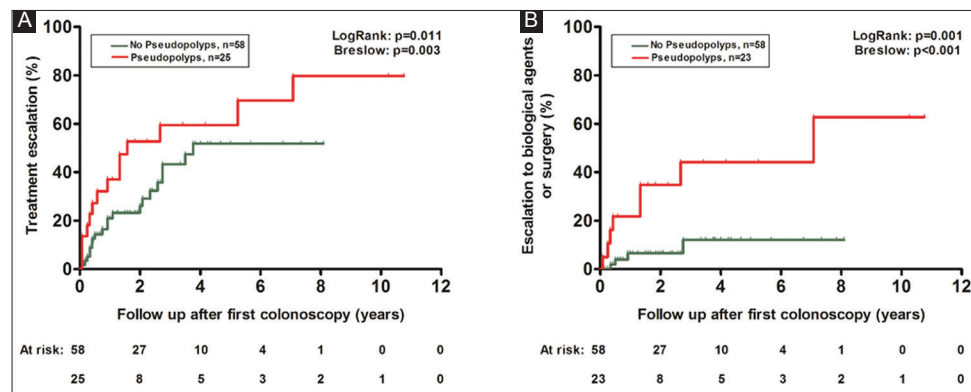 A
No Pseudopolyps, n=58
Pseudopolyps, n=25
LogRank: p=0.011
Breslow: p=0.003
Treatment escalation (%)
100
80
60
40
20
0
0 2 4 6 8 10 12
Follow up after first colonoscopy (years)
At risk: 58 27 10 4 1 0 0
25 8 5 3 2 1 0
B
No Pseudopolyps, n=58
Pseudopolyps, n=23
LogRank: p=0.001
Breslow: p<0.001
Escalation to biological agents
or surgery (%)
100
80
60
40
20
0
0 2 4 6 8 10 12
Follow up after first colonoscopy (years)
At risk: 58 27 10 4 1 0 0
23 8 5 3 2 1 0